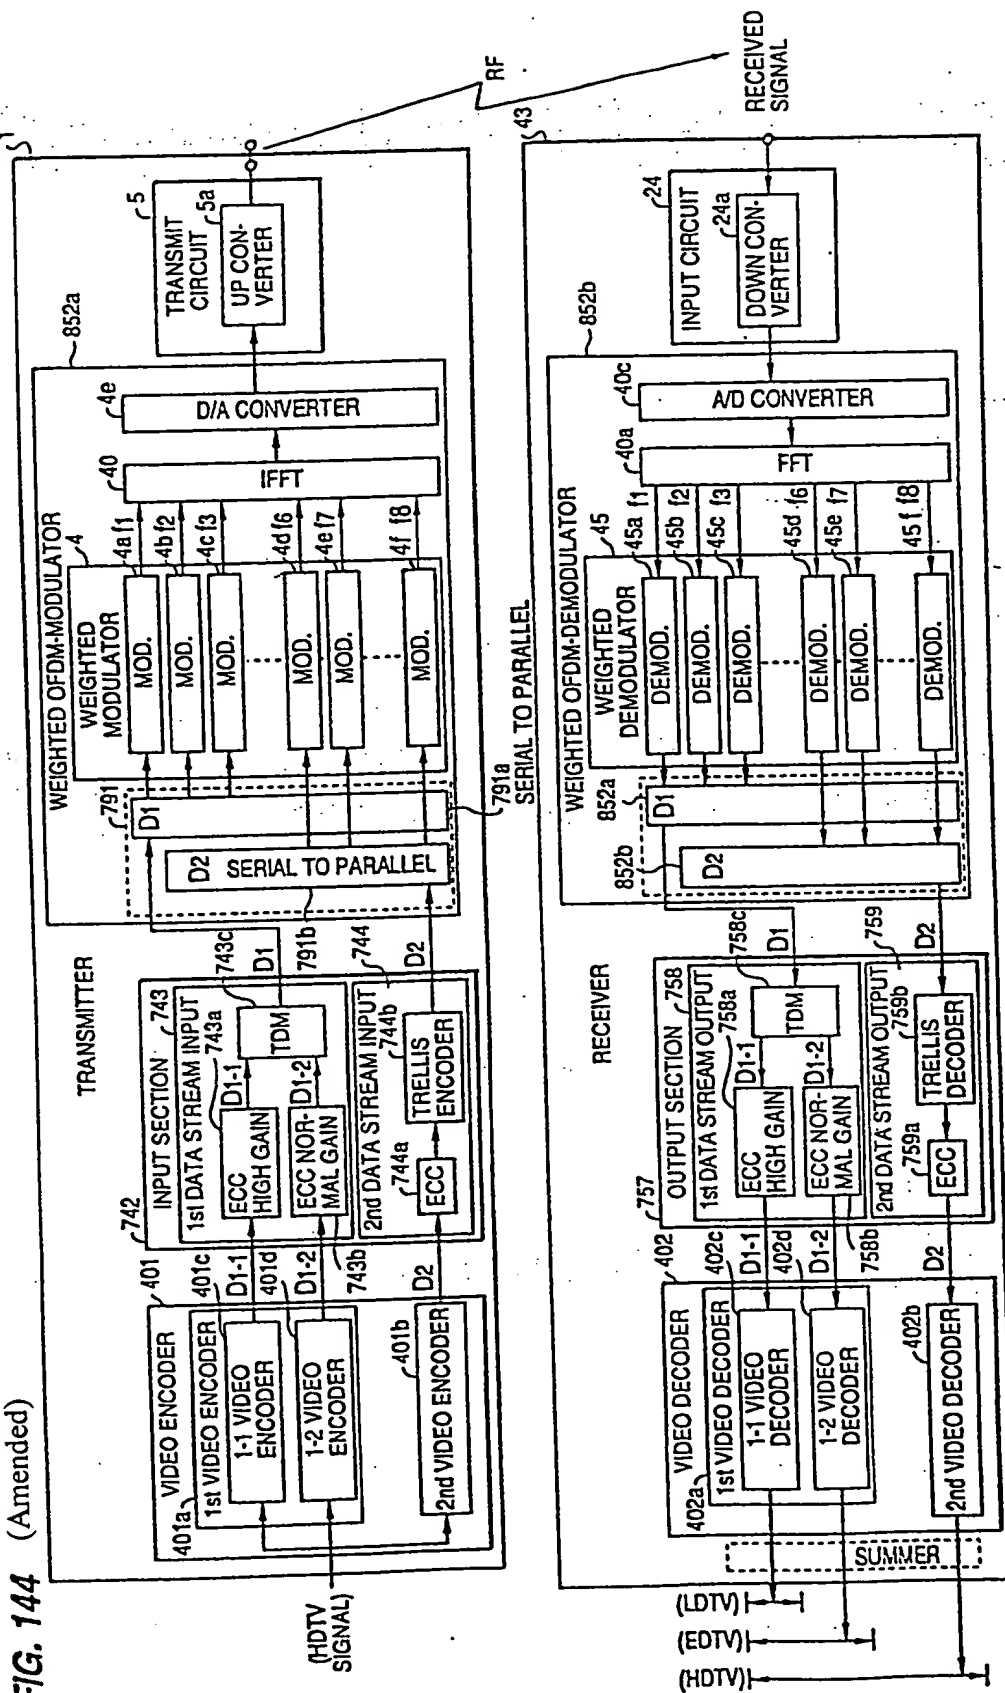 FIG. 144 (Amended)
TRANSMITTER
(HDTV SIGNAL)
VIDEO ENCODER
401
401a
1st VIDEO ENCODER
401c
1-1 VIDEO ENCODER
401d
1-2 VIDEO ENCODER
401b
2nd VIDEO ENCODER
D1-1
D1-2
D2
742
INPUT SECTION
743
1st DATA STREAM INPUT
743a
ECC HIGH GAIN
D1-1
743b
ECC NOR-
MAL GAIN
D1-2
743c
TDM
D1
744
2nd DATA STREAM INPUT
744a
ECC
744b
TRELLIS ENCODER
D2
WEIGHTED OFDM-MODULATOR
852a
791
D1
D2 SERIAL TO PARALLEL
791b
791a
SERIAL TO PARALLEL
WEIGHTED MODULATOR
4
MOD.
4a f1
MOD.
4b f2
MOD.
4c f3
MOD.
4d f6
MOD.
4e f7
MOD.
4f f8
40
IFFT
4e
D/A CONVERTER
TRANSMIT CIRCUIT
5
5a
UP CON-
VERTER
RF
RECEIVED SIGNAL
RECEIVER
43
INPUT CIRCUIT
24
24a
DOWN CON-
VERTER
WEIGHTED OFDM-DEMODULATOR
852b
40c
A/D CONVERTER
40a
FFT
WEIGHTED DEMODULATOR
45
DEMOD.
45a f1
DEMOD.
45b f2
DEMOD.
45c f3
DEMOD.
45d f6
DEMOD.
45e f7
DEMOD.
45 f f8
852a
D1
852b
D2
757
OUTPUT SECTION
758
1st DATA STREAM OUTPUT
758a
ECC HIGH GAIN
D1-1
758b
ECC NOR-
MAL GAIN
D1-2
758c
TDM
D1
759
2nd DATA STREAM OUTPUT
759a
ECC
759b
TRELLIS DECODER
D2
VIDEO DECODER
402
402a
1st VIDEO DECODER
402c
1-1 VIDEO DECODER
D1-1
402d
1-2 VIDEO DECODER
D1-2
402b
2nd VIDEO DECODER
D2
SUMMER
(LDTV)
(EDTV)
(HDTV)